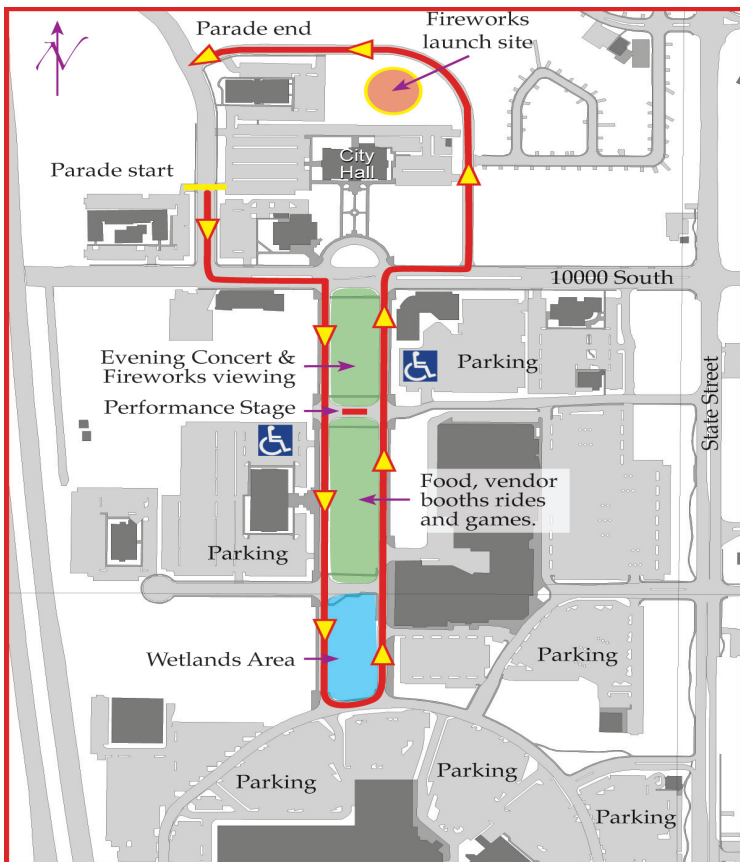 Parade end
Fireworks
launch site
N
City
Hall
Parade start
10000 South
Evening Concert &
Fireworks viewing
Parking
Performance Stage
State Street
Food, vendor
booths rides
and games.
Parking
Wetlands Area
Parking
Parking
Parking
Parking